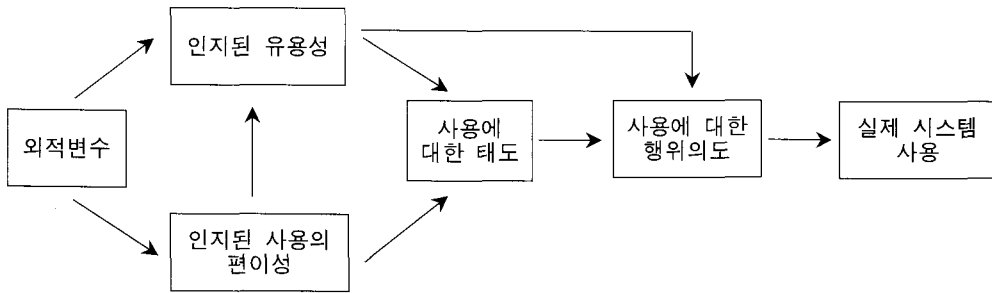 인지된 유용성
외적변수
사용에
대한 태도
사용에 대한
행위의도
실제 시스템
사용
인지된 사용의
편이성